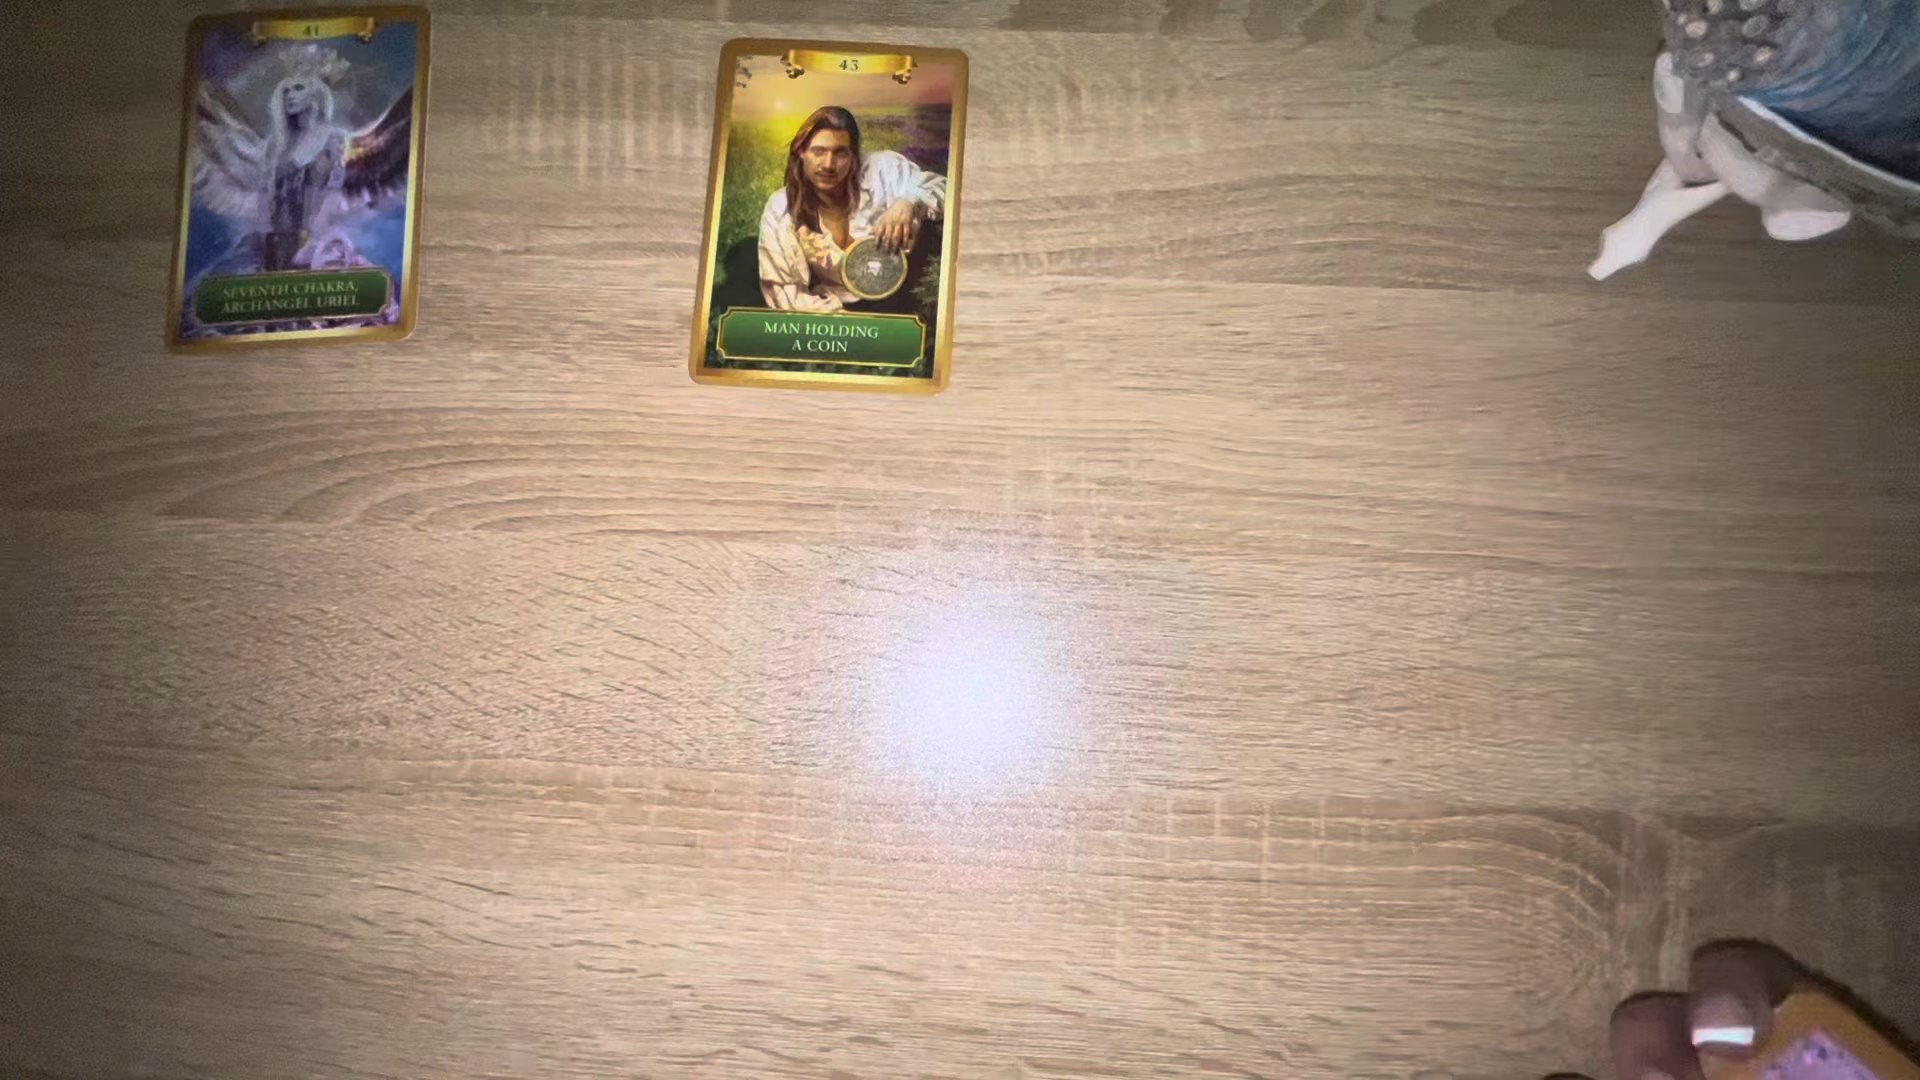 41
SEVENTH CHAKRA,
ARCHANGEL URIEL
43
MAN HOLDING
A COIN